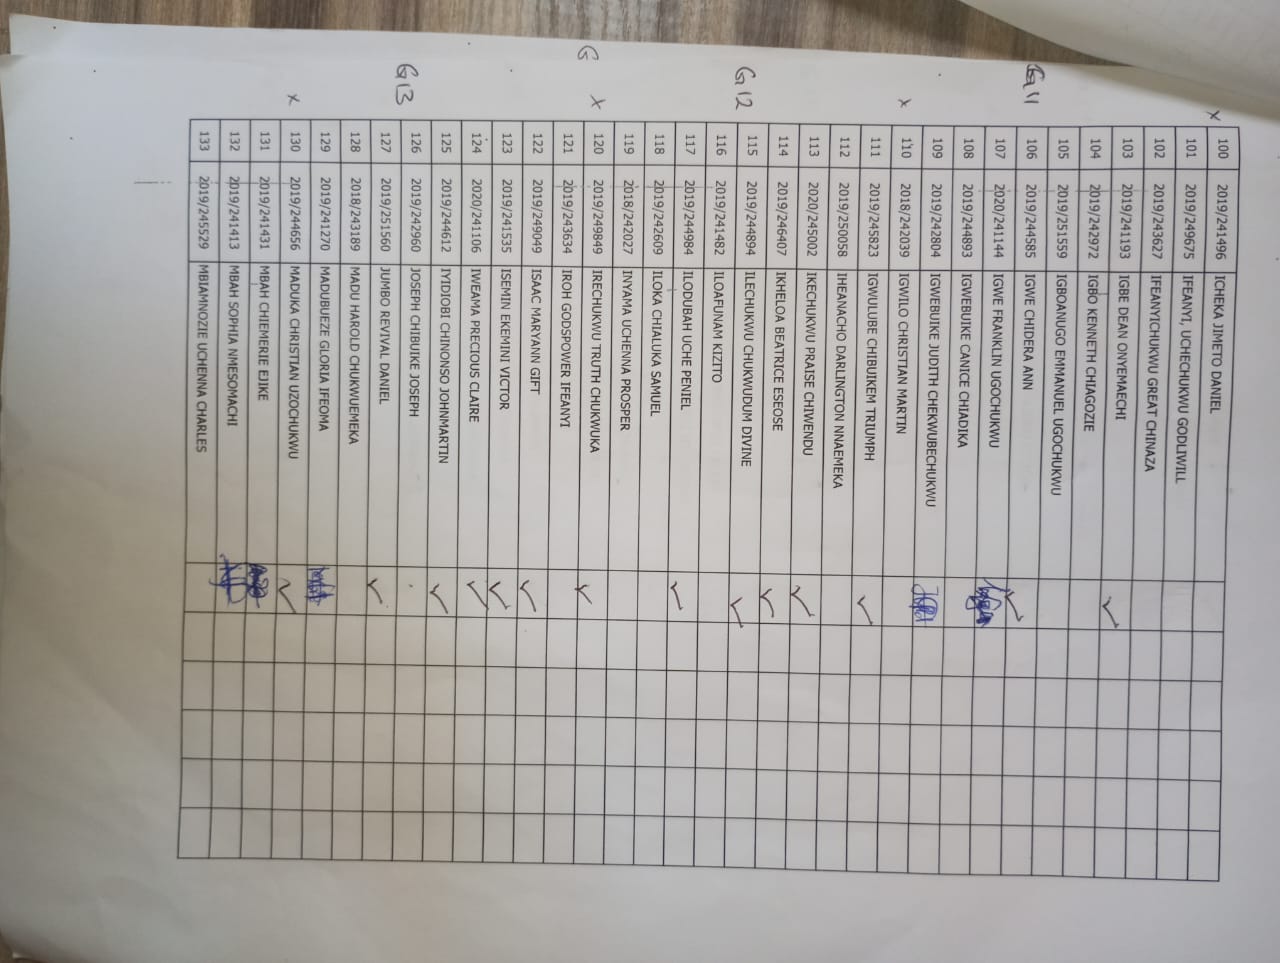 x 100 2019/241496 ICHEKA JIMETO DANIEL
101 2019/249675 IFEANYI, UCHECHUKWU GODLIWILL
102 2019/243627 IFEANYICHUKWU GREAT CHINAZA
103 2019/241193 IGBE DEAN ONYEMAECHI ✓
104 2019/242972 IGBO KENNETH CHIAGOZIE
105 2019/251559 IGBOANUGO EMMANUEL UGOCHUKWU
G11 106 2019/244585 IGWE CHIDERA ANN ✓
107 2020/241144 IGWE FRANKLIN UGOCHUKWU
108 2019/244893 IGWEBUIKE CANICE CHIADIKA
109 2019/242804 IGWEBUIKE JUDITH CHEKWUBECHUKWU
x 110 2018/242039 IGWILO CHRISTIAN MARTIN
111 2019/245823 IGWULUBE CHIBUIKEM TRIUMPH ✓
112 2019/250058 IHEANACHO DARLINGTON NNAEMEKA
113 2020/245002 IKECHUKWU PRAISE CHIWENDU ✓
114 2019/246407 IKHELOA BEATRICE ESEOSE ✓
G12 115 2019/244894 ILECHUKWU CHUKWUDUM DIVINE ✓
116 2019/241482 ILOAFUNAM KIZITO
117 2019/244984 ILODUBAH UCHE PENIEL ✓
118 2019/242609 ILOKA CHIALUKA SAMUEL
119 2018/242027 INYAMA UCHENNA PROSPER
G x 120 2019/249849 IRECHUKWU TRUTH CHUKWUKA ✓
121 2019/243634 IROH GODSPOWER IFEANYI
122 2019/249049 ISAAC MARYANN GIFT ✓
123 2019/241535 ISEMIN EKEMINI VICTOR ✓
124 2020/241106 IWEAMA PRECIOUS CLAIRE ✓
125 2019/244612 IYIDIOBI CHINONSO JOHNMARTIN ✓
G13 126 2019/242960 JOSEPH CHIBUIKE JOSEPH
127 2019/251560 JUMBO REVIVAL DANIEL ✓
128 2018/243189 MADU HAROLD CHUKWUEMEKA
129 2019/241270 MADUBUEZE GLORIA IFEOMA
x 130 2019/244656 MADUKA CHRISTIAN UZOCHUKWU ✓
131 2019/241431 MBAH CHIEMERIE EJIKE
132 2019/241413 MBAH SOPHIA NMESOMACHI
133 2019/245529 MBIAMNOZIE UCHENNA CHARLES